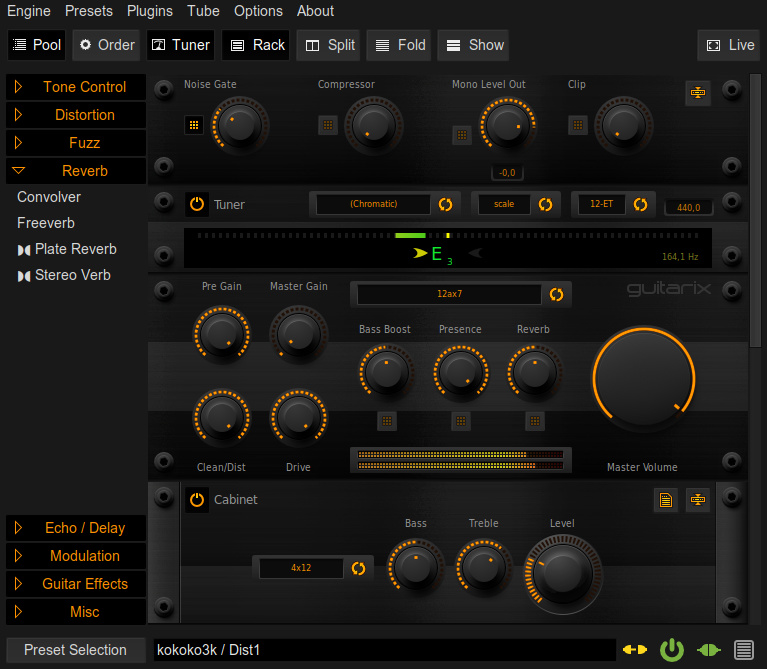 Engine Presets Plugins Tube Options About
Pool Order Tuner Rack Split Fold Show Live
Tone Control
Distortion
Fuzz
Reverb
Convolver
Freeverb
Plate Reverb
Stereo Verb
Echo / Delay
Modulation
Guitar Effects
Misc
Noise Gate Compressor Mono Level Out Clip
-0,0
Tuner (Chromatic) scale 12-ET 440,0
E 3
164,1 Hz
Pre Gain Master Gain 12ax7 guitarix
Bass Boost Presence Reverb
Clean/Dist Drive Master Volume
Cabinet
Bass Treble Level
4x12
Preset Selection kokoko3k / Dist1